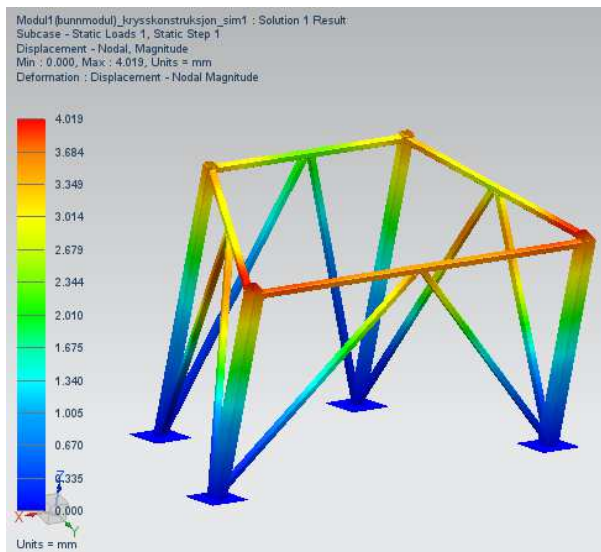 Modul1(bunnmodul)_krysskonstruksjon_sim1 : Solution 1 Result
Subcase - Static Loads 1, Static Step 1
Displacement - Nodal, Magnitude
Min : 0.000, Max : 4.019, Units = mm
Deformation : Displacement - Nodal Magnitude
4.019
3.684
3.349
3.014
2.679
2.344
2.010
1.675
1.340
1.005
0.670
0.335
0.000
Z
X
Y
Units = mm